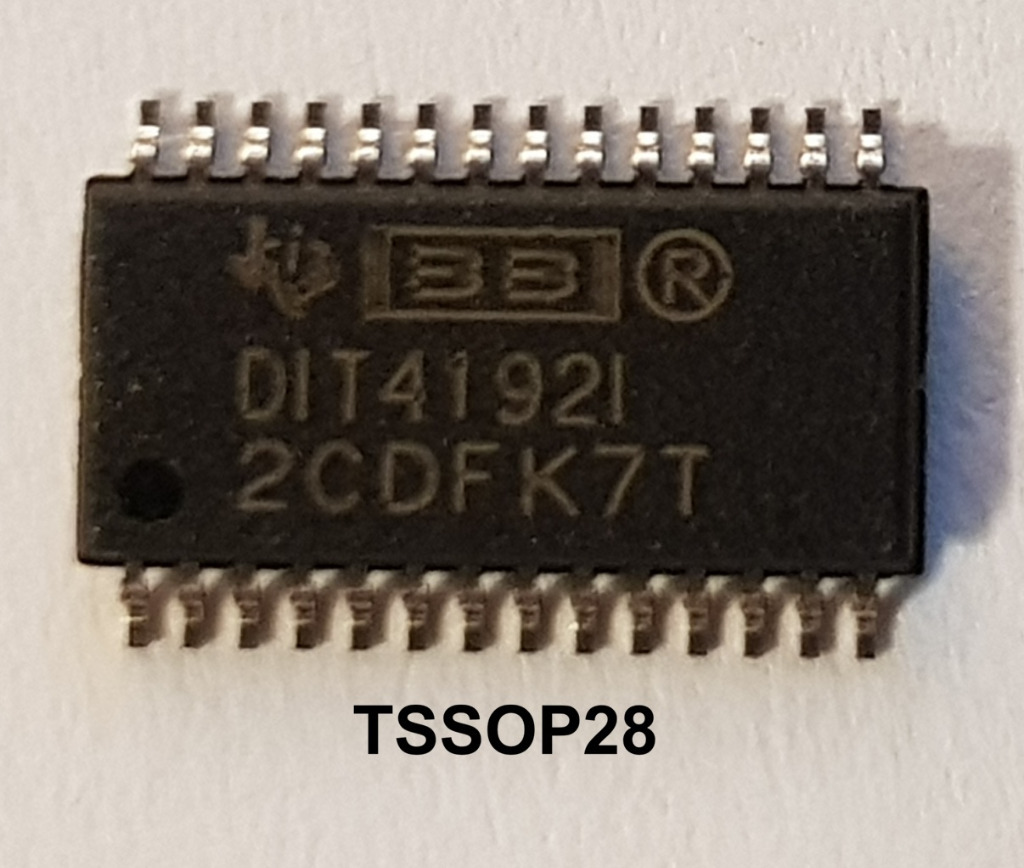 BB ®
DIT4192I
2CDFK7T
TSSOP28